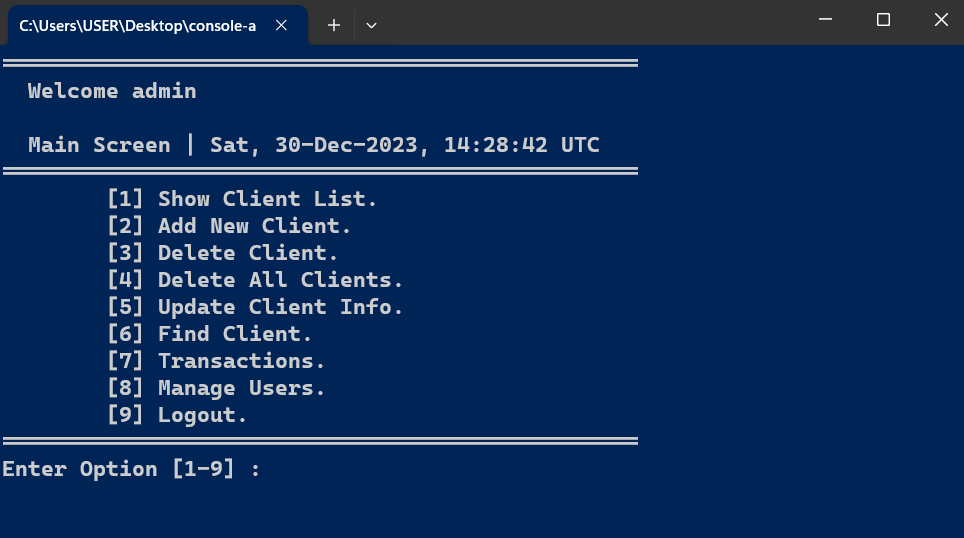 C:\Users\USER\Desktop\console-a
Welcome admin
Main Screen | Sat, 30-Dec-2023, 14:28:42 UTC
[1] Show Client List.
[2] Add New Client.
[3] Delete Client.
[4] Delete All Clients.
[5] Update Client Info.
[6] Find Client.
[7] Transactions.
[8] Manage Users.
[9] Logout.
Enter Option [1-9] :